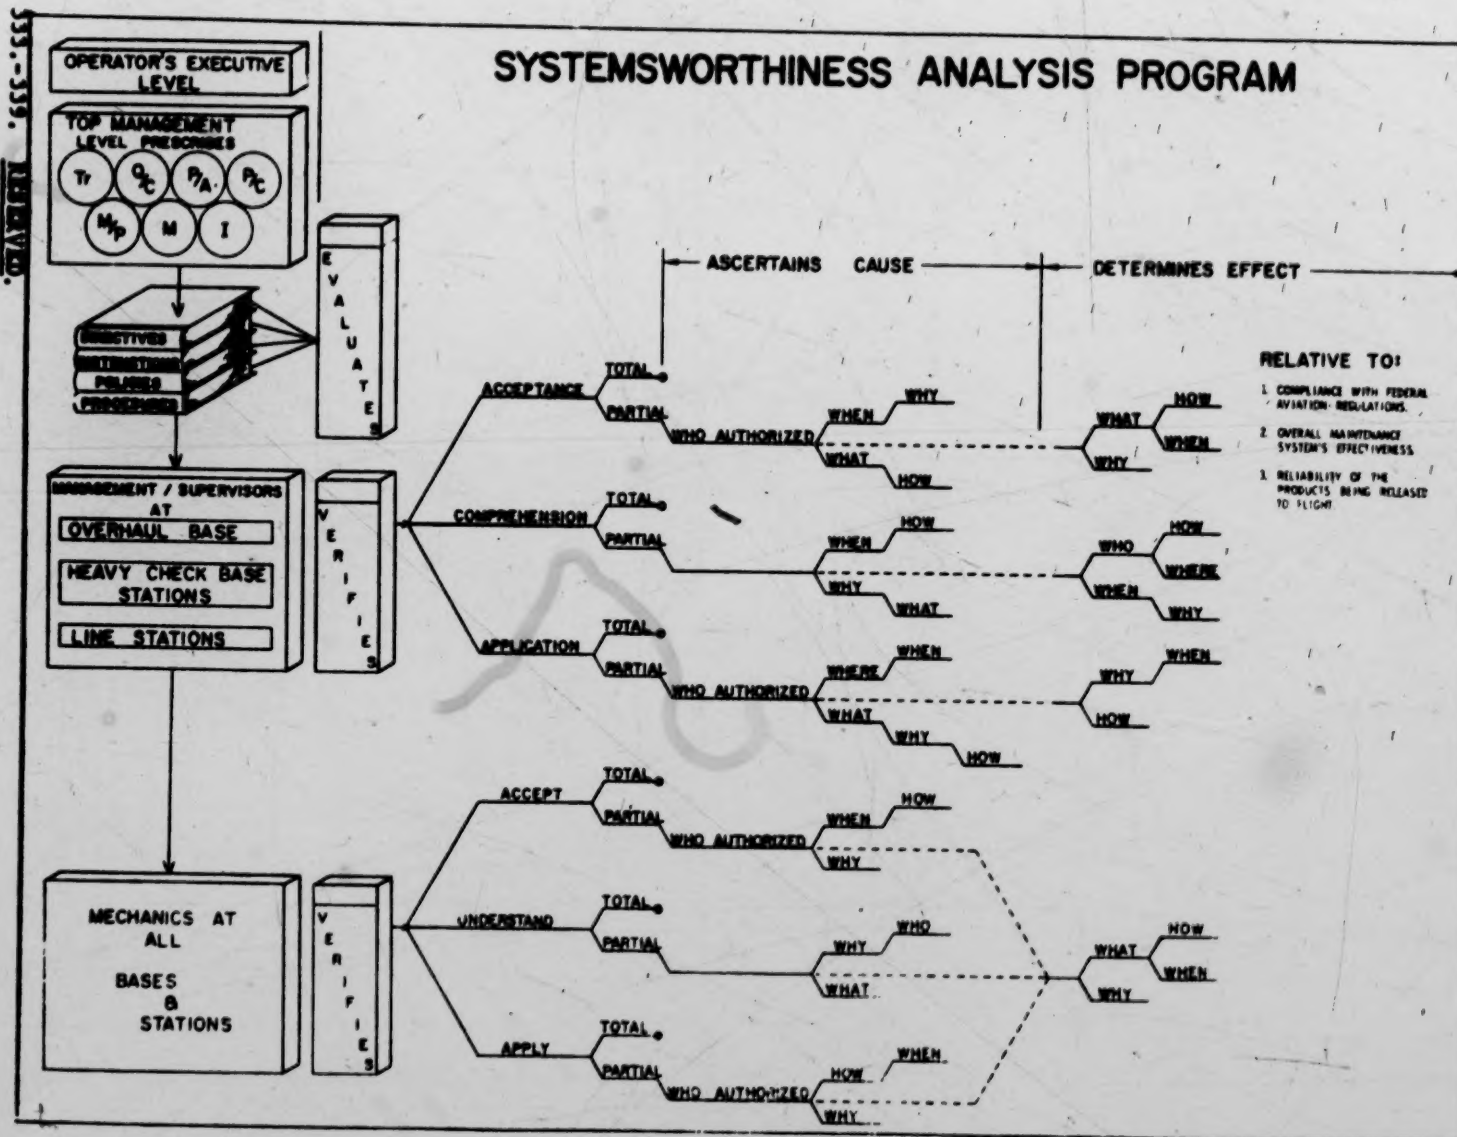 333.-339. RESERVED.
SYSTEMSWORTHINESS ANALYSIS PROGRAM
OPERATOR'S EXECUTIVE
LEVEL
TOP MANAGEMENT
LEVEL PRESCRIBES
Tr
Q/C
P/A
P/C
M/P
M
I
DIRECTIVES
INSTRUCTIONS
POLICIES
PROCEDURES
EVALUATES
ASCERTAINS CAUSE
DETERMINES EFFECT
RELATIVE TO:
1. COMPLIANCE WITH FEDERAL
AVIATION REGULATIONS.
2. OVERALL MAINTENANCE
SYSTEM'S EFFECTIVENESS
3. RELIABILITY OF THE
PRODUCTS BEING RELEASED
TO FLIGHT.
MANAGEMENT / SUPERVISORS
AT
OVERHAUL BASE
HEAVY CHECK BASE
STATIONS
LINE STATIONS
VERIFIES
ACCEPTANCE
TOTAL
PARTIAL
WHO AUTHORIZED
WHEN
WHY
WHAT
HOW
WHAT
HOW
WHEN
WHY
COMPREHENSION
TOTAL
PARTIAL
WHEN
HOW
WHY
WHAT
WHO
HOW
WHERE
WHEN
WHY
APPLICATION
TOTAL
PARTIAL
WHO AUTHORIZED
WHERE
WHEN
WHAT
WHY
HOW
WHY
WHEN
HOW
MECHANICS AT
ALL
BASES
&
STATIONS
VERIFIES
ACCEPT
TOTAL
PARTIAL
WHO AUTHORIZED
WHEN
HOW
WHY
UNDERSTAND
TOTAL
PARTIAL
WHY
WHO
WHAT
WHAT
HOW
WHEN
WHY
APPLY
TOTAL
PARTIAL
WHO AUTHORIZED
HOW
WHEN
WHY